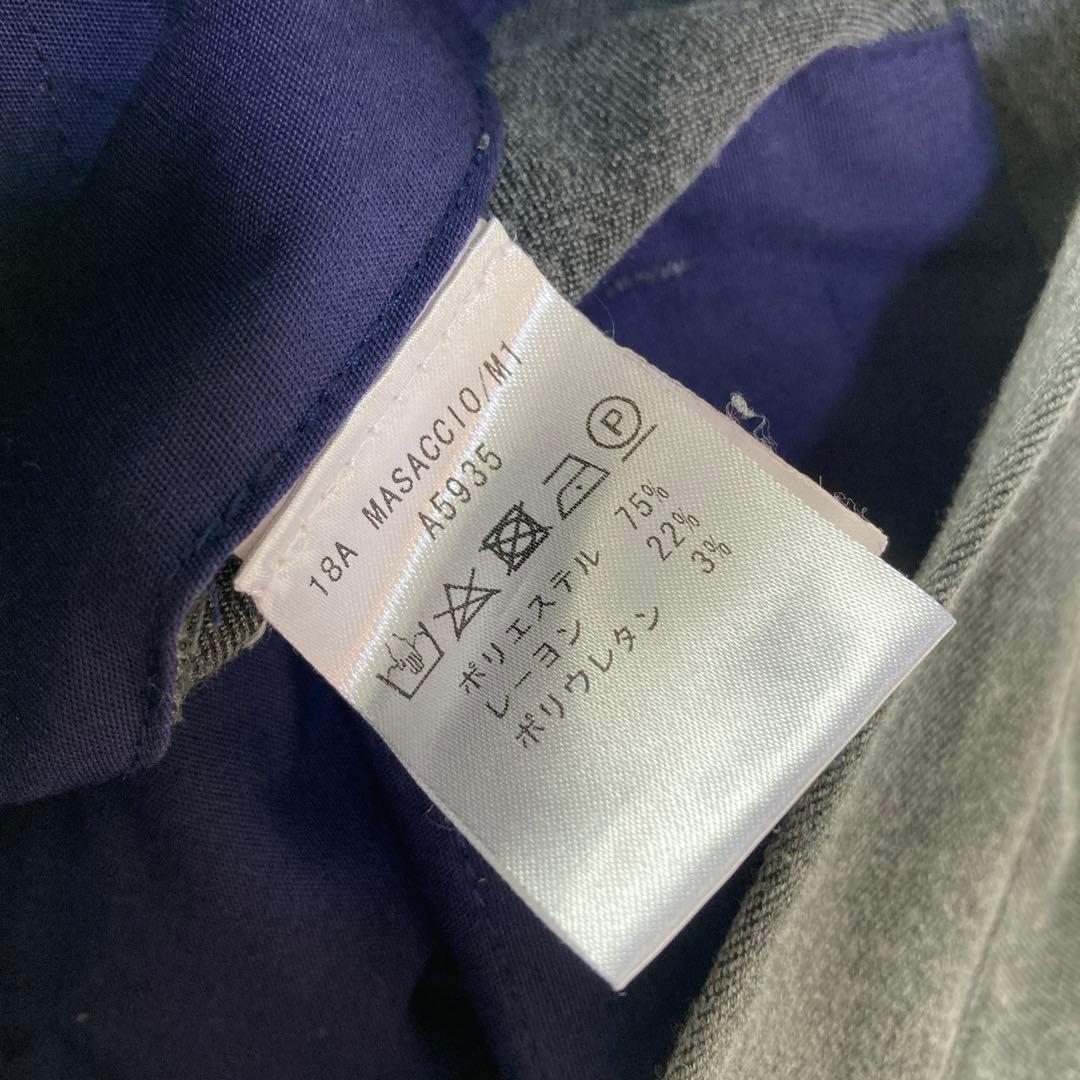 18A MASACCIO/M1
A5935
P
ポリエステル 75%
レーヨン 22%
ポリウレタン 3%